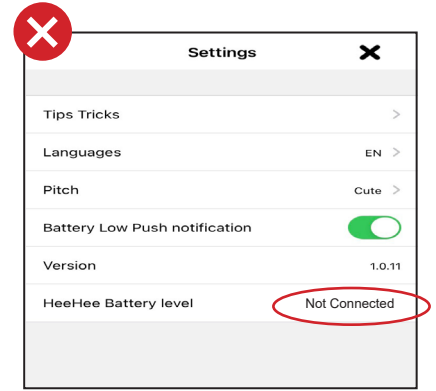 Settings
Tips Tricks
Languages EN
Pitch Cute
Battery Low Push notification
Version 1.0.11
HeeHee Battery level Not Connected